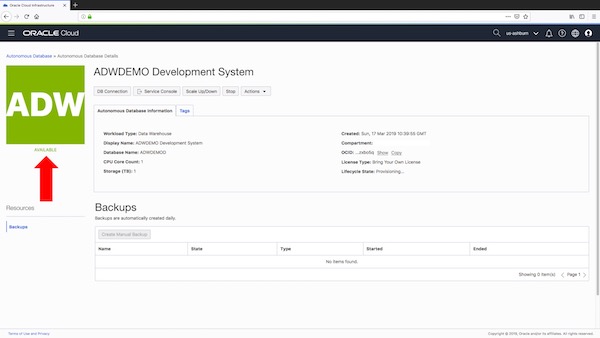 Oracle Cloud Infrastructure
ORACLE Cloud
us-ashburn
Autonomous Database » Autonomous Database Details
ADW
AVAILABLE
ADWDEMO Development System
DB Connection
Service Console
Scale Up/Down
Stop
Actions
Autonomous Database Information
Tags
Workload Type: Data Warehouse
Display Name: ADWDEMO Development System
Database Name: ADWDEMOD
CPU Core Count: 1
Storage (TB): 1
Created: Sun, 17 Mar 2019 10:39:59 GMT
Compartment:
Show Copy
License Type: Bring Your Own License
Lifecycle State: Provisioning...
Resources
Backups
Backups
Backups are automatically created daily.
Create Manual Backup
Name State Type Started Ended
No items found.
Showing 0 item(s) < Page 1 >
Terms of Use and Privacy
Copyright © 2019, Oracle and/or its affiliates. All rights reserved.